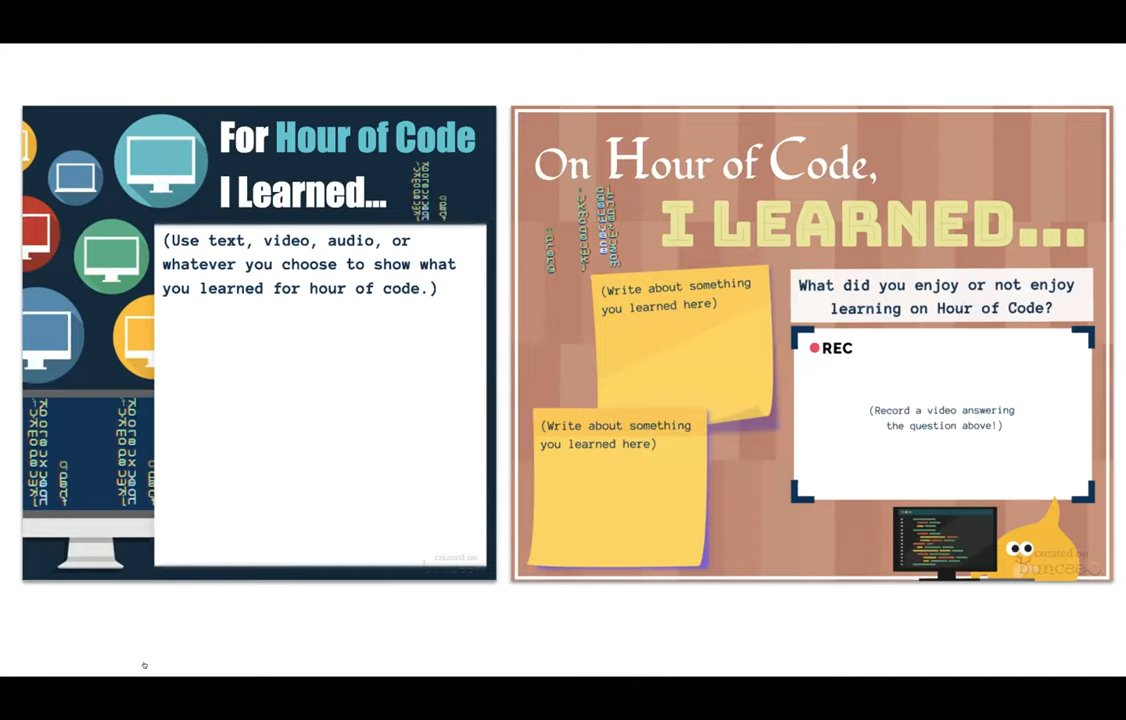 For Hour of Code
I Learned...
(Use text, video, audio, or
whatever you choose to show what
you learned for hour of code.)
created on
On Hour of Code,
I LEARNED...
(Write about something
you learned here)
(Write about something
you learned here)
What did you enjoy or not enjoy
learning on Hour of Code?
REC
(Record a video answering
the question above!)
created on
buncee